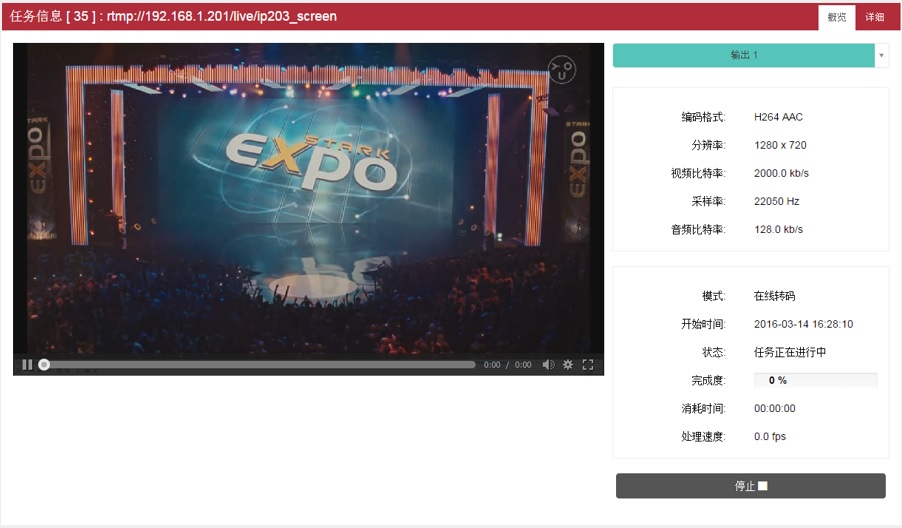 任务信息 [ 35 ] : rtmp://192.168.1.201/live/ip203_screen
概览 详细
YOU
STARK
EXPO
STARK
EXPO
STARK
EXPO
0:00 / 0:00
输出 1
编码格式: H264 AAC
分辨率: 1280 x 720
视频比特率: 2000.0 kb/s
采样率: 22050 Hz
音频比特率: 128.0 kb/s
模式: 在线转码
开始时间: 2016-03-14 16:28:10
状态: 任务正在进行中
完成度: 0 %
消耗时间: 00:00:00
处理速度: 0.0 fps
停止